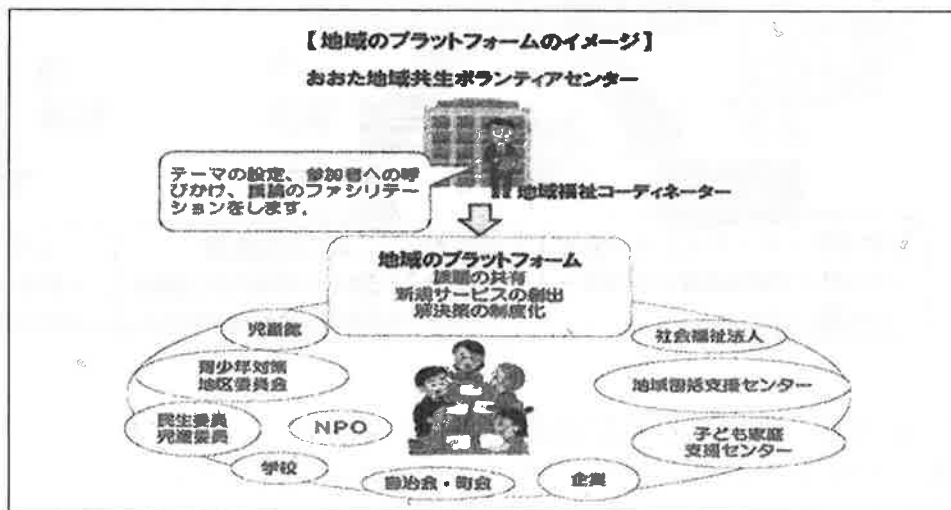 【地域のプラットフォームのイメージ】
おおた地域共生ボランティアセンター
テーマの設定、参加者への呼
びかけ、議論のファシリテー
ションをします。
地域福祉コーディネーター
地域のプラットフォーム
課題の共有
新規サービスの創出
解決策の制度化
児童館
社会福祉法人
青少年対策
地区委員会
地域包括支援センター
民生委員
児童委員
NPO
子ども家庭
支援センター
学校
自治会・町会
企業